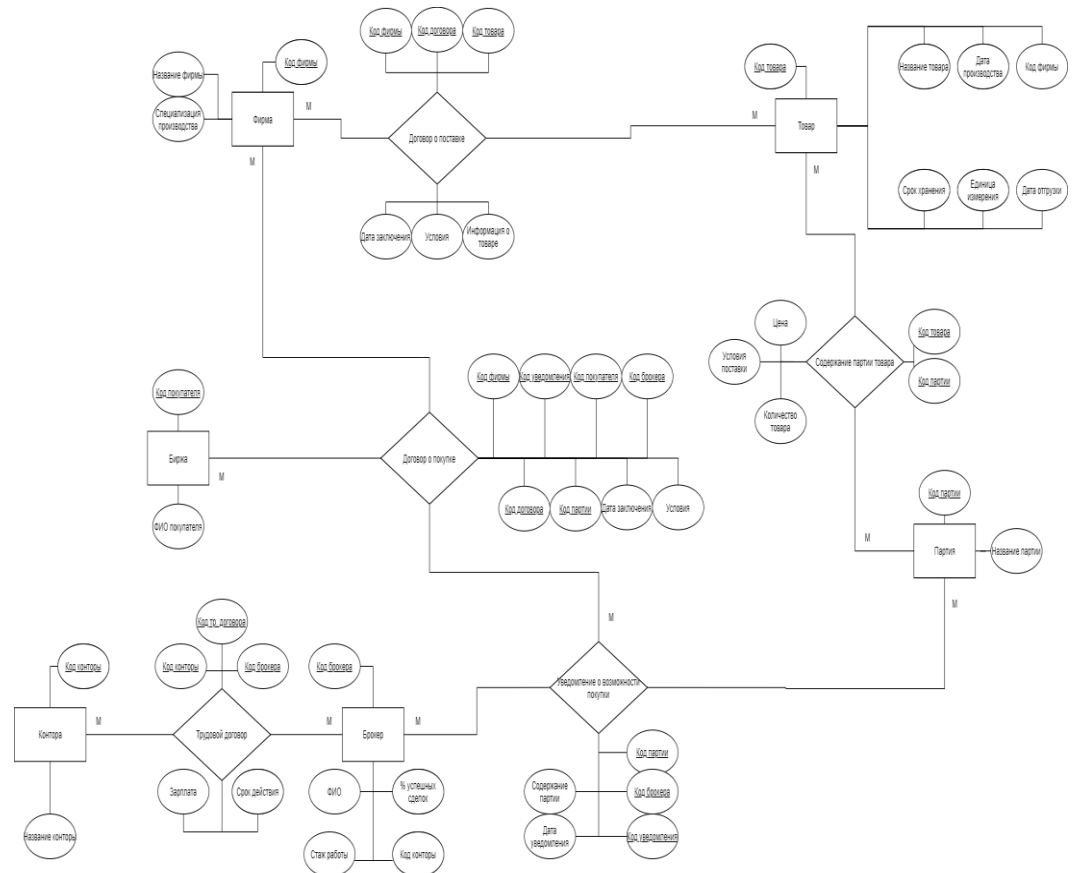 Код фирмы
Код договора
Код товара
Название фирмы
Код фирмы
Специализация
производства
Фирма
М
М
Договор о поставке
Дата заключения
Условия
Информация о
товаре
Код товара
М
Товар
М
Название товара
Дата
производства
Код фирмы
Срок хранения
Единица
измерения
Дата отгрузки
Цена
Условия
поставки
Содержание партии товара
Код товара
Код партии
Количество
товара
Код покупателя
Биржа
М
ФИО покупателя
Договор о покупке
Код фирмы
Код уведомления
Код покупателя
Код брокера
Код договора
Код партии
Дата заключения
Условия
Код партии
М
Партия
Название партии
М
М
Уведомление о возможности
покупки
Код партии
Содержание
партии
Код брокера
Дата
уведомления
Код уведомления
Код тр. договора
Код конторы
Код конторы
Код брокера
Код брокера
Контора
М
Трудовой договор
М
Брокер
М
Зарплата
Срок действия
ФИО
% успешных
сделок
Название конторы
Стаж работы
Код конторы